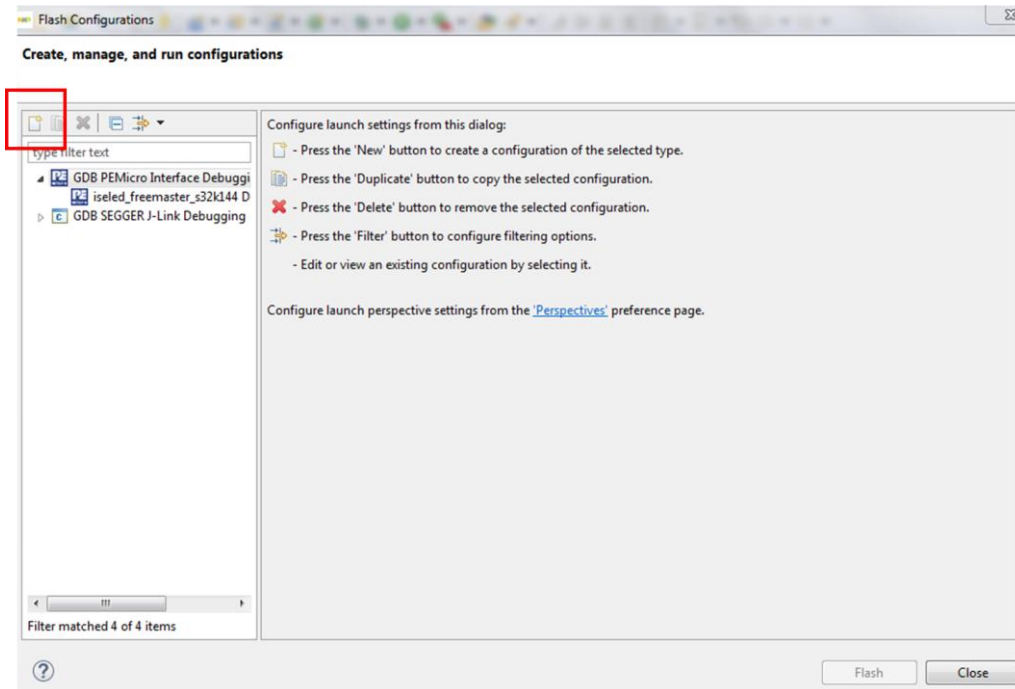 Flash Configurations
Create, manage, and run configurations
type filter text
GDB PEMicro Interface Debuggi
iseled_freemaster_s32k144 D
GDB SEGGER J-Link Debugging
Filter matched 4 of 4 items
Configure launch settings from this dialog:
- Press the 'New' button to create a configuration of the selected type.
- Press the 'Duplicate' button to copy the selected configuration.
- Press the 'Delete' button to remove the selected configuration.
- Press the 'Filter' button to configure filtering options.
- Edit or view an existing configuration by selecting it.
Configure launch perspective settings from the 'Perspectives' preference page.
Flash
Close